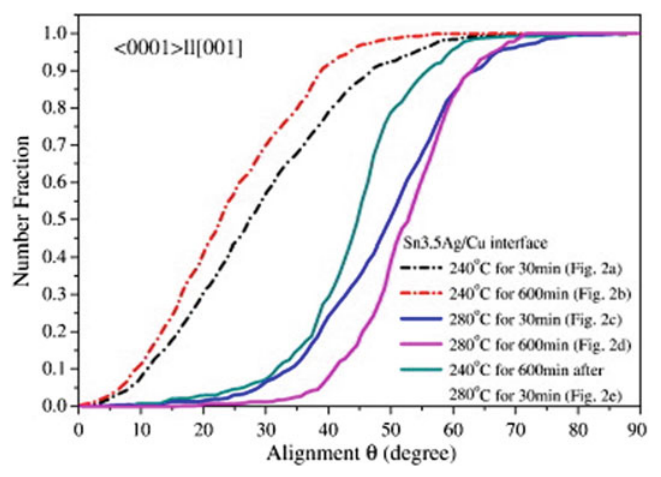 <0001>ll[001]
Number Fraction
1.0
0.9
0.8
0.7
0.6
0.5
0.4
0.3
0.2
0.1
0.0
Sn3.5Ag/Cu interface
240°C for 30min (Fig. 2a)
240°C for 600min (Fig. 2b)
280°C for 30min (Fig. 2c)
280°C for 600min (Fig. 2d)
240°C for 600min after
280°C for 30min (Fig. 2e)
0 10 20 30 40 50 60 70 80 90
Alignment θ (degree)